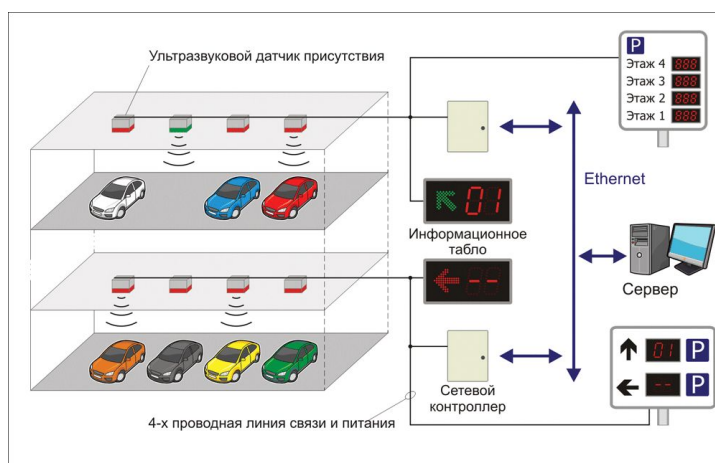 Ультразвуковой датчик присутствия
P
Этаж 4 888
Этаж 3 888
Этаж 2 888
Этаж 1 888
Ethernet
01
Информационное
табло
--
Сервер
01 P
-- P
Сетевой
контроллер
4-х проводная линия связи и питания